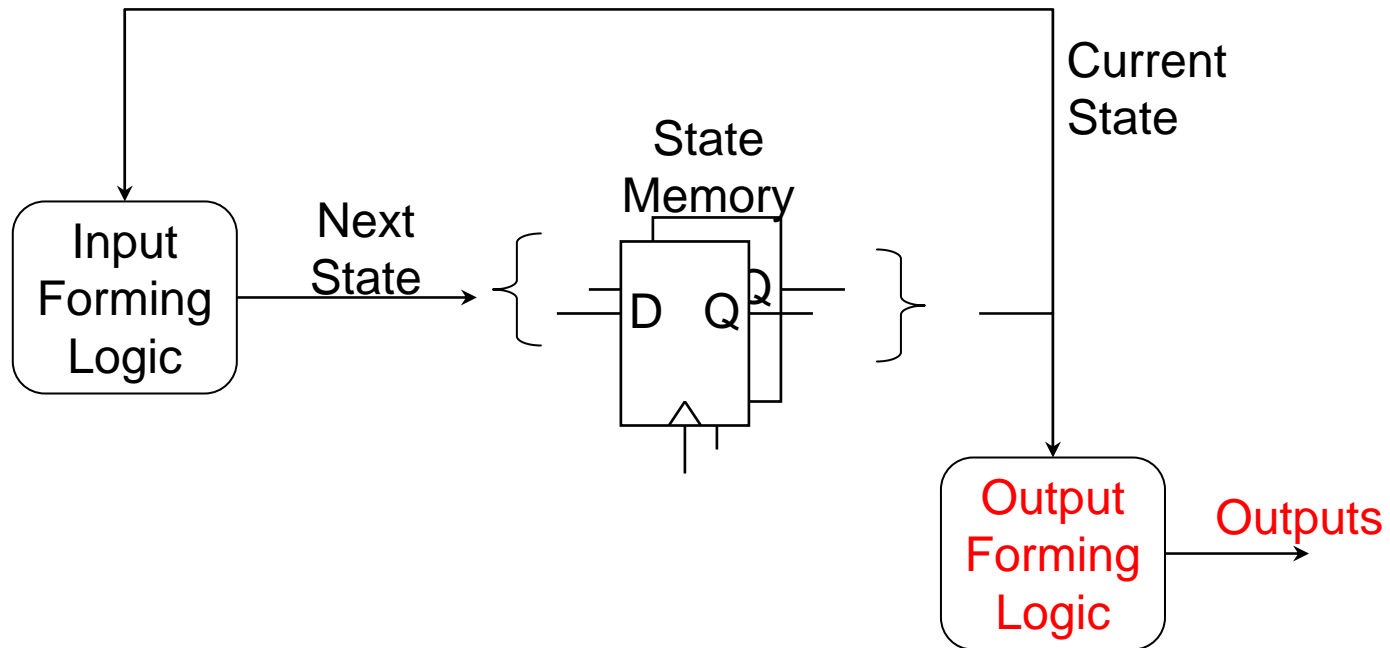 Current
State
State
Memory
Input
Forming
Logic
Next
State
D
Q
Q
Output
Forming
Logic
Outputs